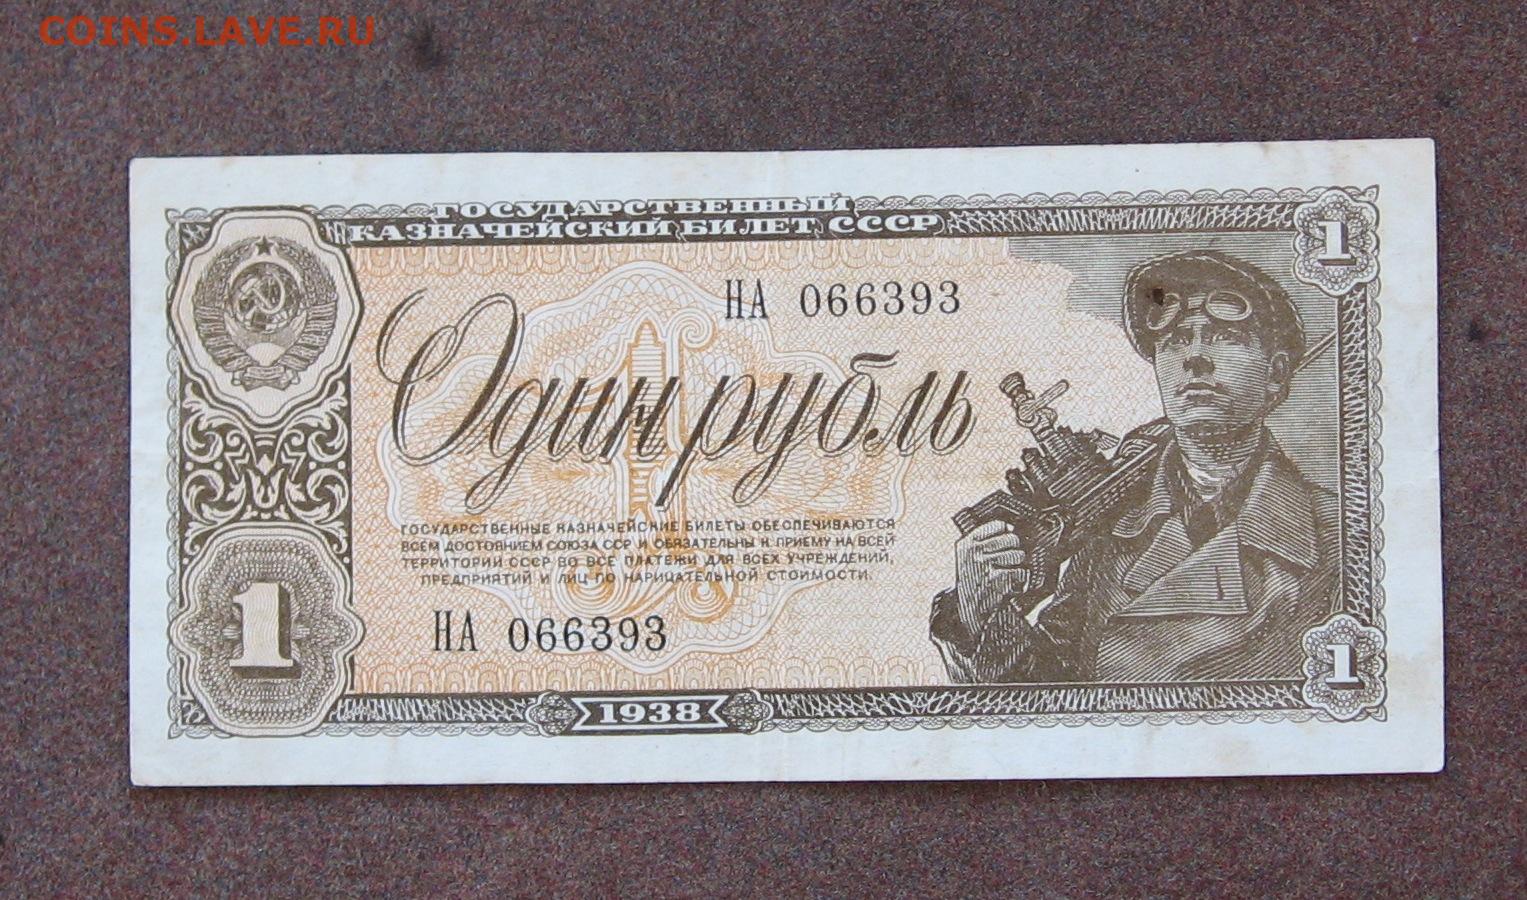 COINS.LAVE.RU
ГОСУДАРСТВЕННЫЙ
КАЗНАЧЕЙСКИЙ БИЛЕТ СССР
1
НА 066393
Один рубль
ГОСУДАРСТВЕННЫЕ КАЗНАЧЕЙСКИЕ БИЛЕТЫ ОБЕСПЕЧИВАЮТСЯ
ВСЕМ ДОСТОЯНИЕМ СОЮЗА ССР И ОБЯЗАТЕЛЬНЫ К ПРИЕМУ НА ВСЕЙ
ТЕРРИТОРИИ СССР ВО ВСЕ ПЛАТЕЖИ ДЛЯ ВСЕХ УЧРЕЖДЕНИЙ,
ПРЕДПРИЯТИЙ И ЛИЦ ПО НАРИЦАТЕЛЬНОЙ СТОИМОСТИ.
1
НА 066393
1
1938